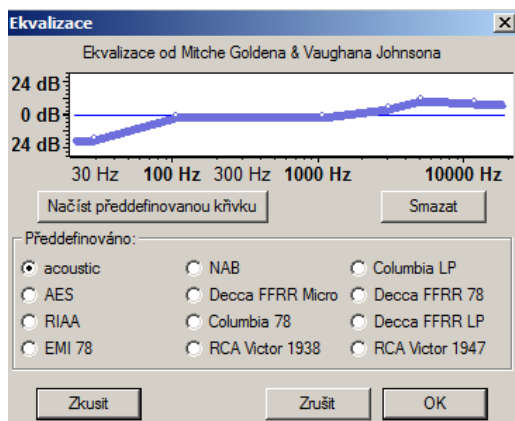 Ekvalizace
Ekvalizace od Mitche Goldena & Vaughana Johnsona
24 dB
0 dB
24 dB
30 Hz 100 Hz 300 Hz 1000 Hz 10000 Hz
Načíst předdefinovanou křivku Smazat
Předdefinováno:
acoustic NAB Columbia LP
AES Decca FFRR Micro Decca FFRR 78
RIAA Columbia 78 Decca FFRR LP
EMI 78 RCA Victor 1938 RCA Victor 1947
Zkusit Zrušit OK